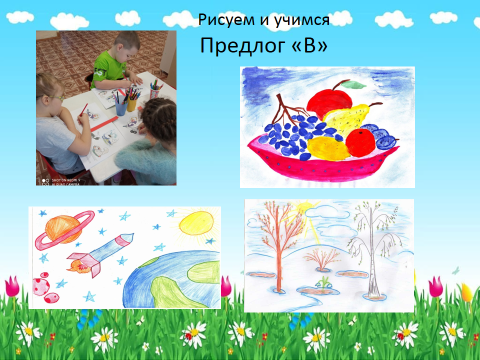 Рисуем и учимся
Предлог «В»